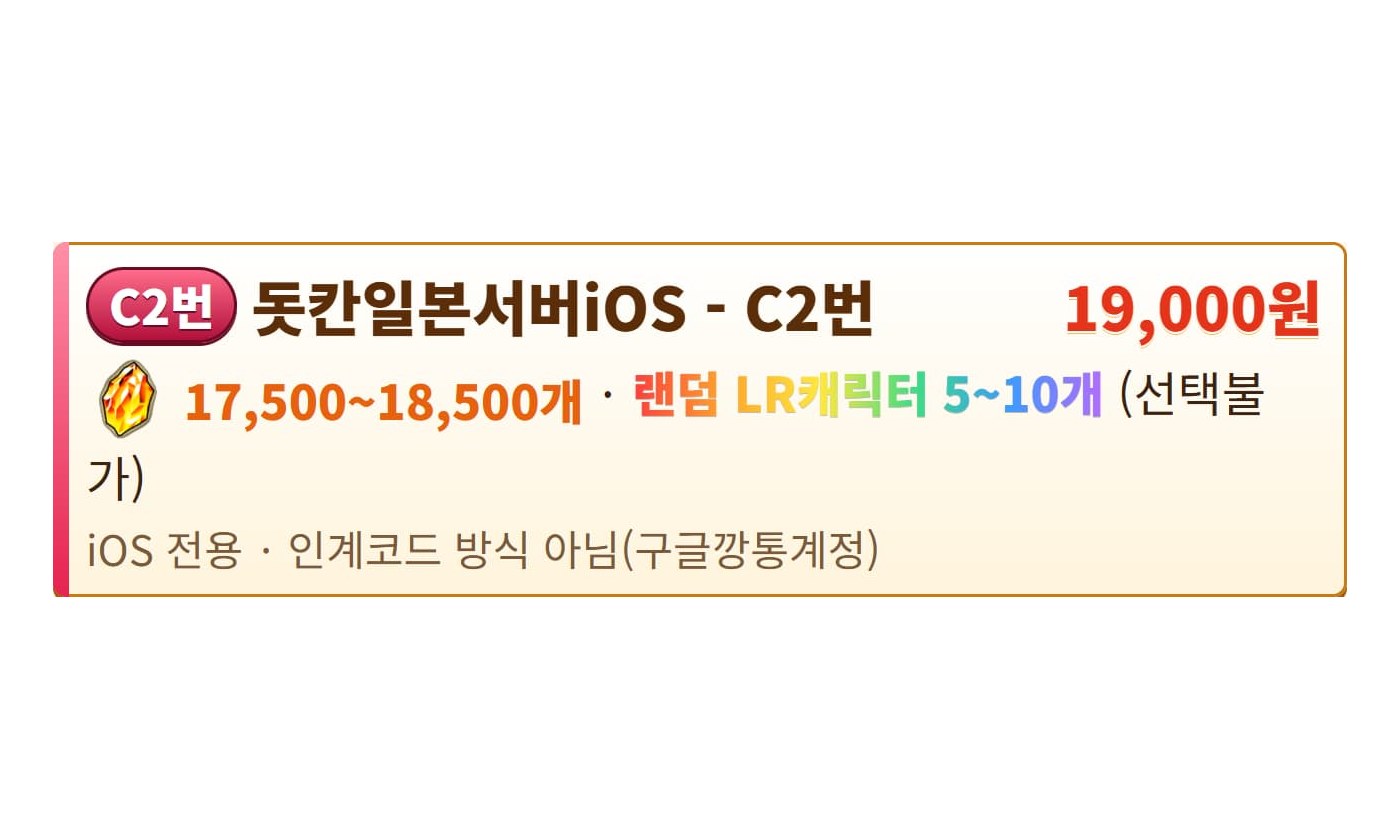 C2번 돗칸일본서버iOS - C2번 19,000원
17,500~18,500개 · 랜덤 LR캐릭터 5~10개 (선택불
가)
iOS 전용 · 인계코드 방식 아님(구글깡통계정)